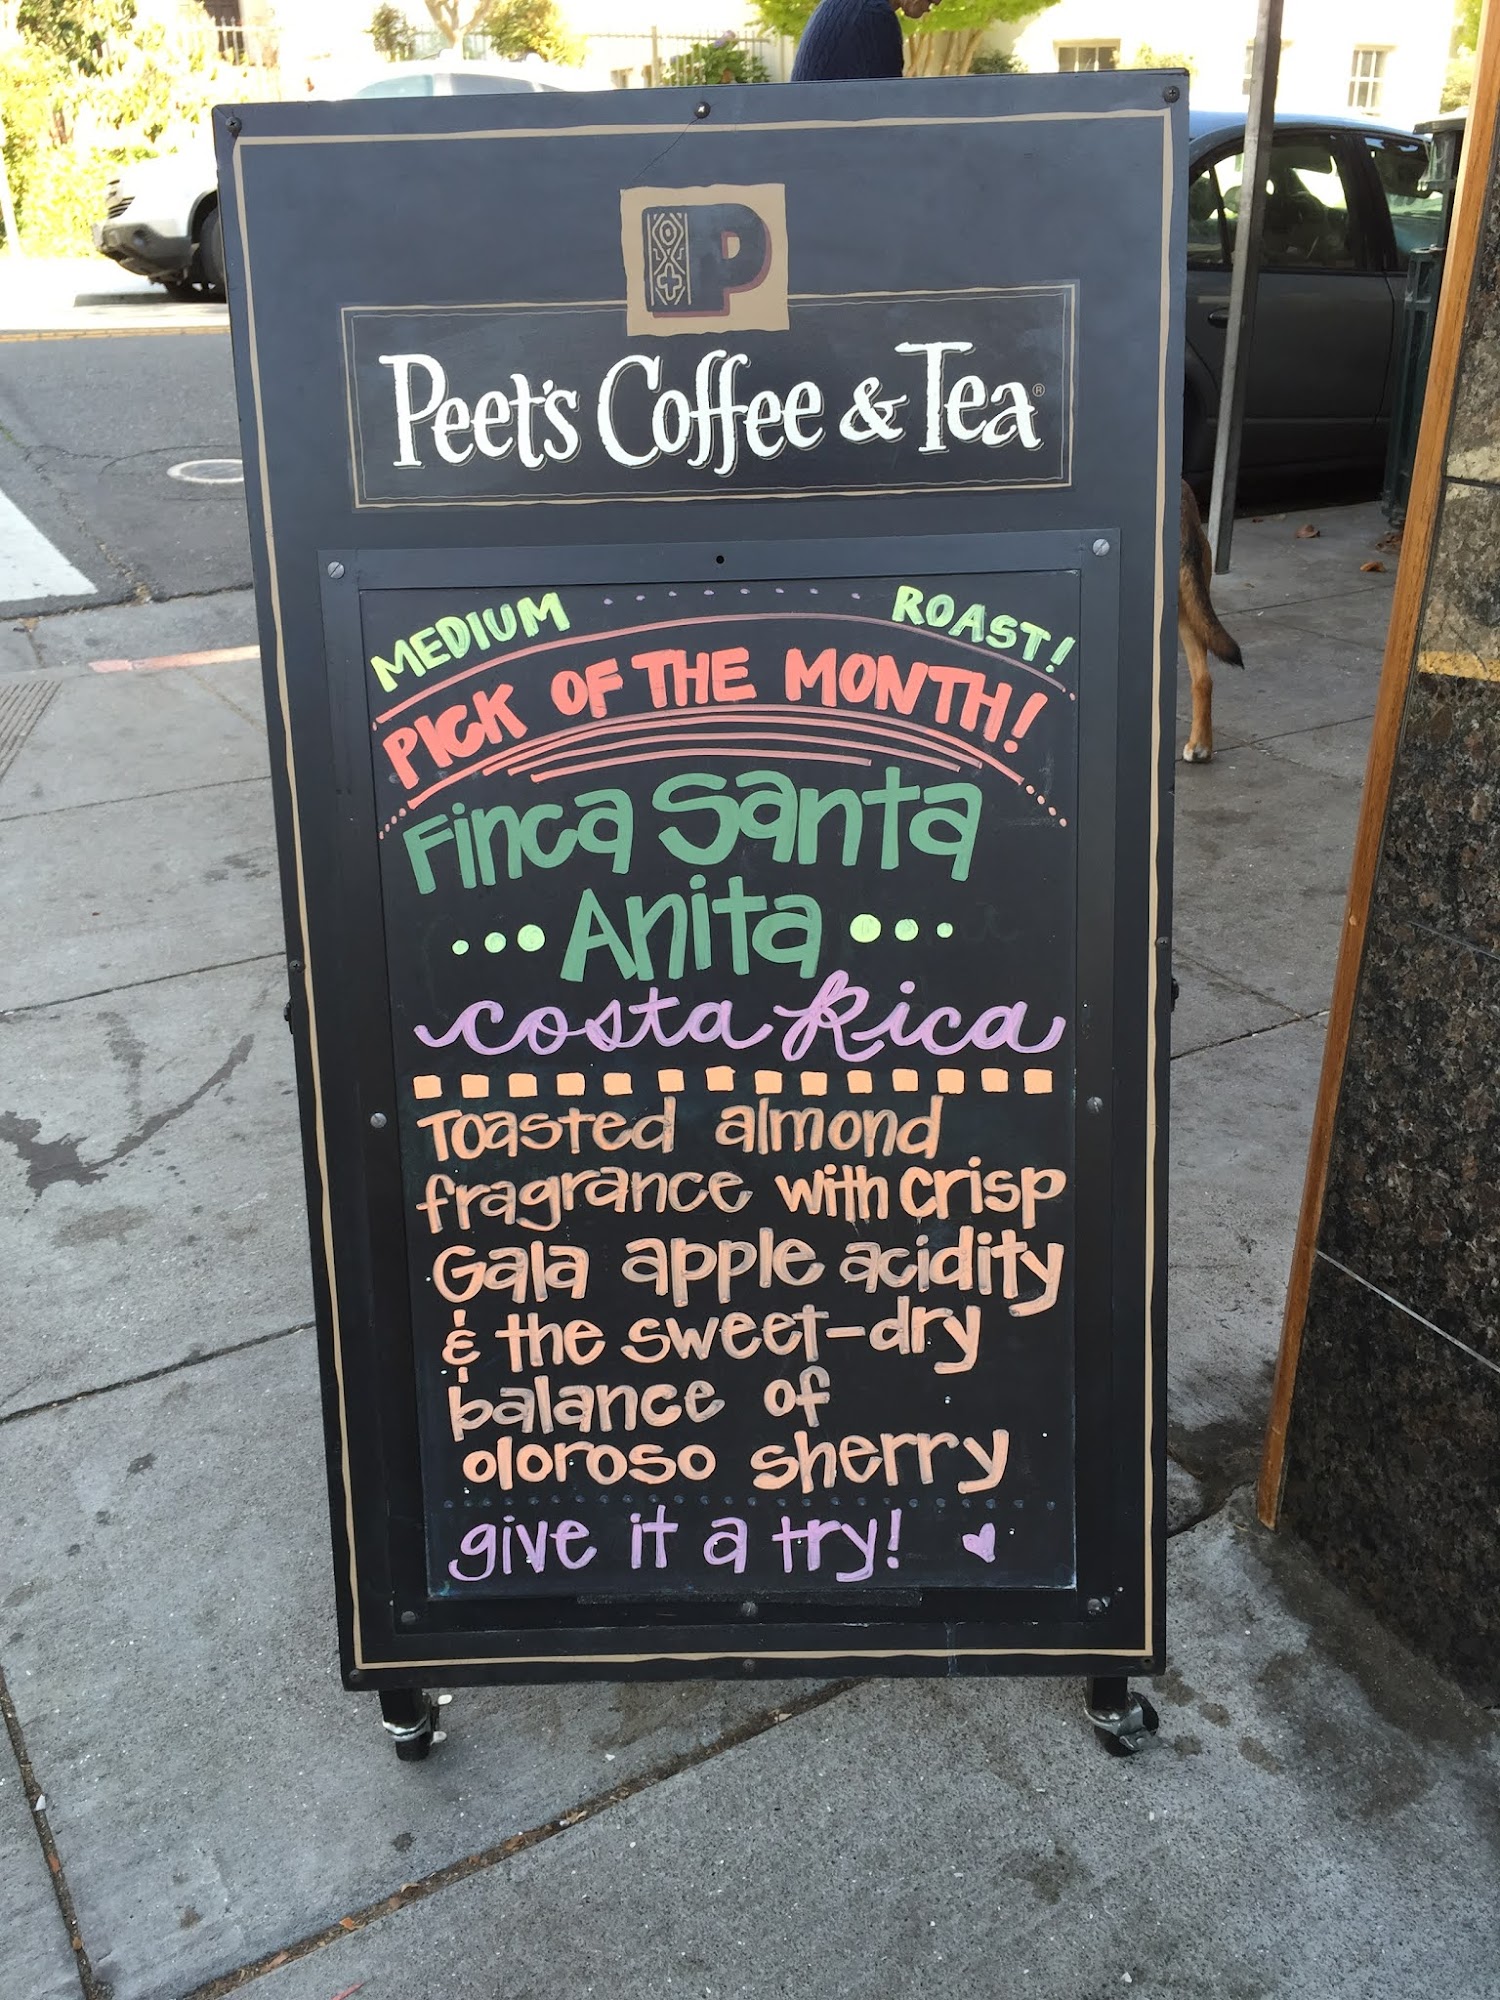 P
Peet's Coffee & Tea®
MEDIUM ROAST!
PICK OF THE MONTH!
Finca Santa
Anita
Costa Rica
Toasted almond
fragrance with crisp
Gala apple acidity
& the sweet-dry
balance of
oloroso sherry
give it a try!